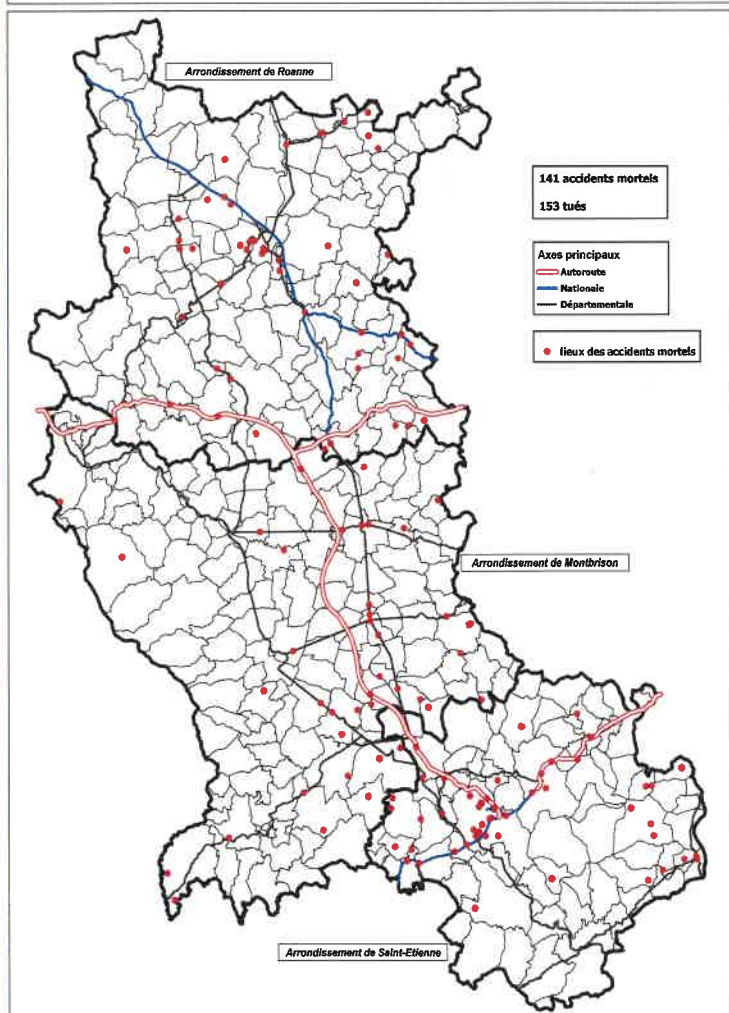 Arrondissement de Roanne
141 accidents mortels
153 tués
Axes principaux
Autoroute
Nationale
Départementale
lieux des accidents mortels
Arrondissement de Montbrison
Arrondissement de Saint-Etienne